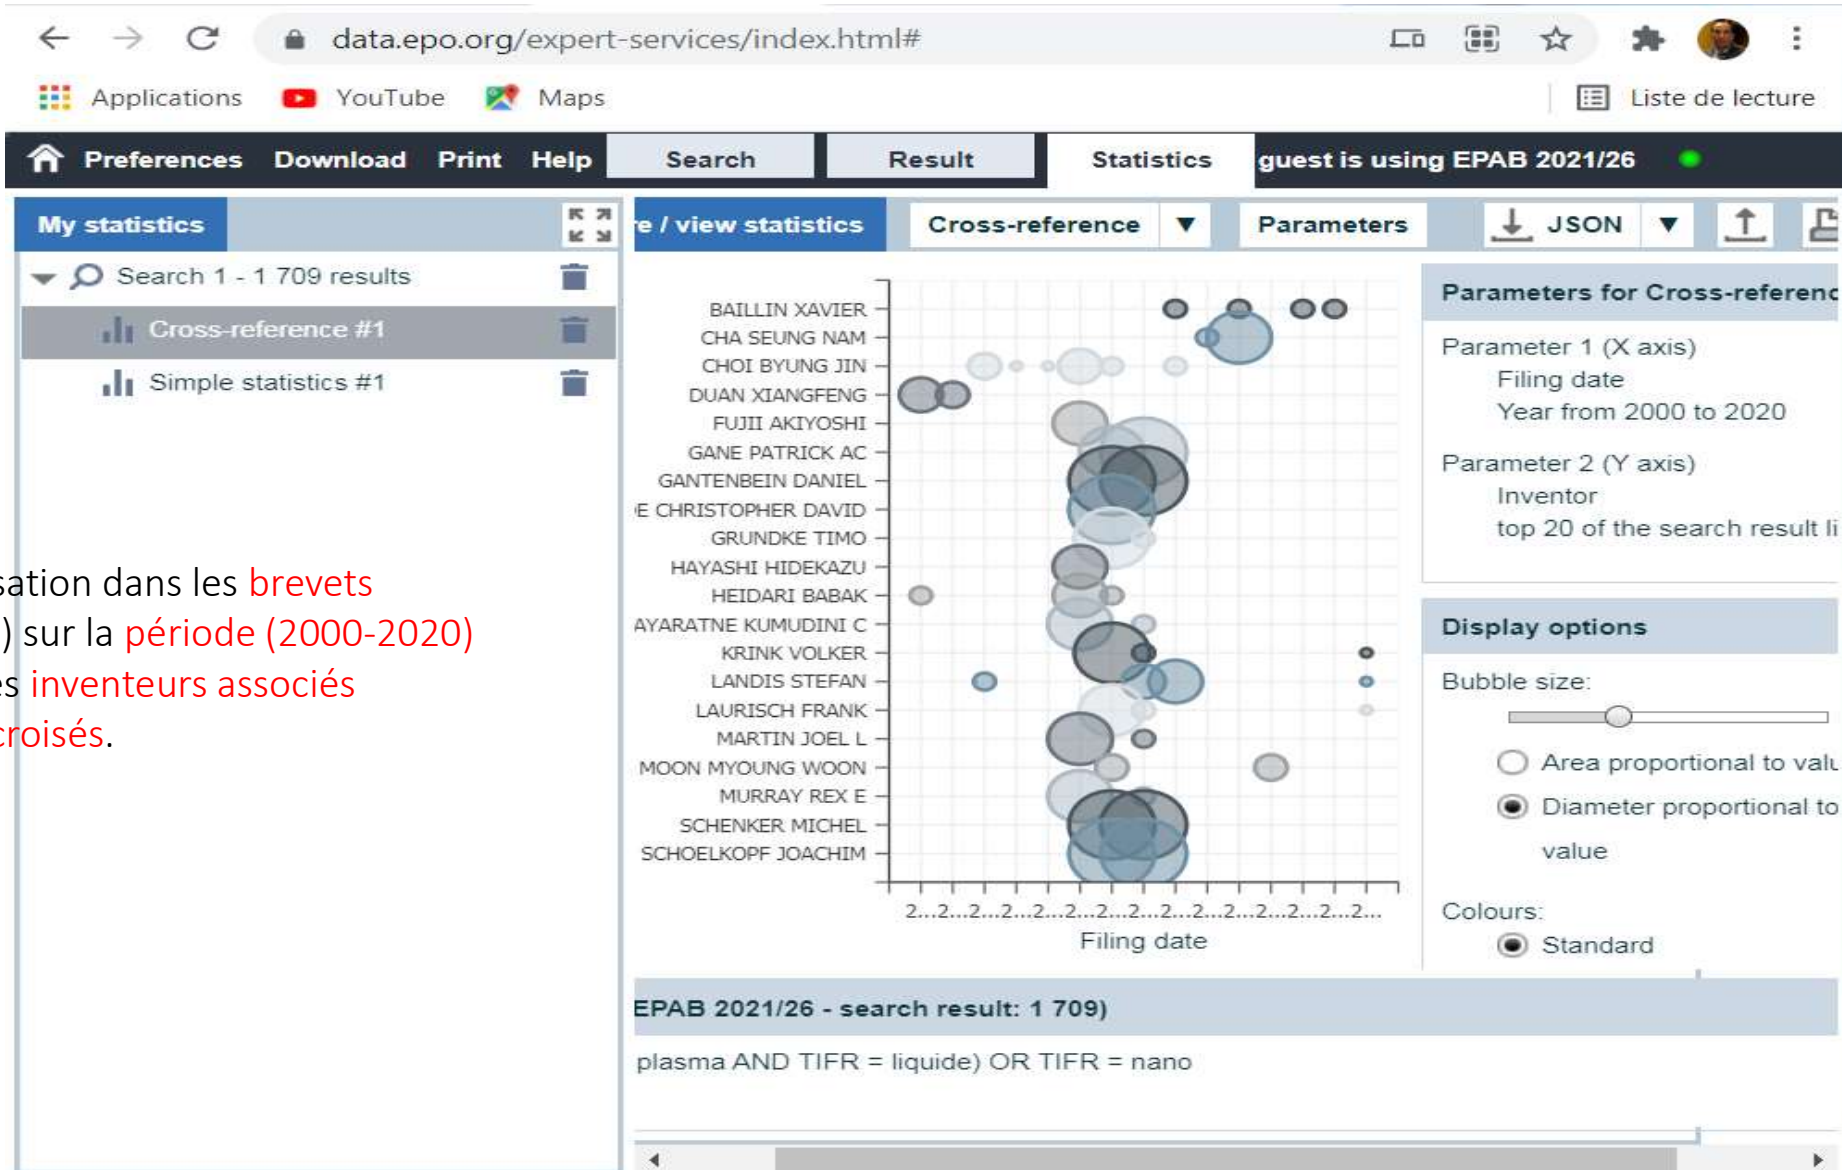 data.epo.org/expert-services/index.html#
Applications YouTube Maps Liste de lecture
Preferences Download Print Help Search Result Statistics guest is using EPAB 2021/26
My statistics
Search 1 - 1 709 results
Cross-reference #1
Simple statistics #1
sation dans les brevets
) sur la période (2000-2020)
es inventeurs associés
croisés.
e / view statistics Cross-reference Parameters JSON
BAILLIN XAVIER
CHA SEUNG NAM
CHOI BYUNG JIN
DUAN XIANGFENG
FUJII AKIYOSHI
GANE PATRICK AC
GANTENBEIN DANIEL
E CHRISTOPHER DAVID
GRUNDKE TIMO
HAYASHI HIDEKAZU
HEIDARI BABAK
AYARATNE KUMUDINI C
KRINK VOLKER
LANDIS STEFAN
LAURISCH FRANK
MARTIN JOEL L
MOON MYOUNG WOON
MURRAY REX E
SCHENKER MICHEL
SCHOELKOPF JOACHIM
2...2...2...2...2...2...2...2...2...2...2...2...2...2...2...
Filing date
Parameters for Cross-referenc
Parameter 1 (X axis)
Filing date
Year from 2000 to 2020
Parameter 2 (Y axis)
Inventor
top 20 of the search result li
Display options
Bubble size:
Area proportional to valu
Diameter proportional to
value
Colours:
Standard
EPAB 2021/26 - search result: 1 709)
plasma AND TIFR = liquide) OR TIFR = nano